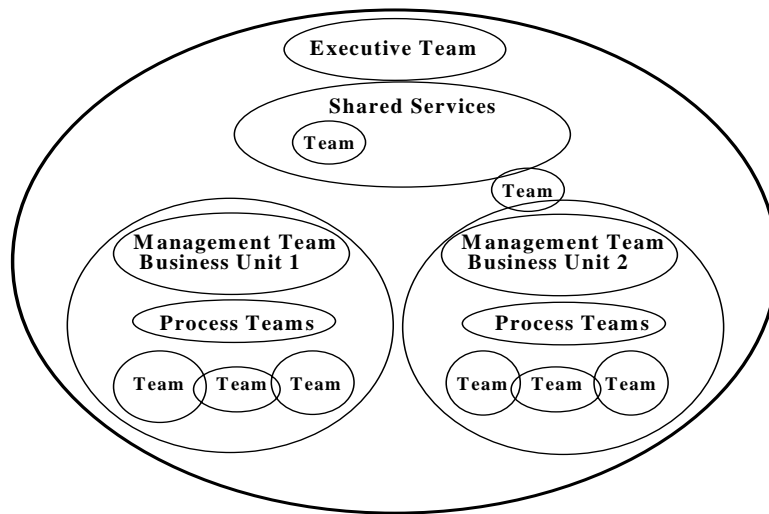 Executive Team
Shared Services
Team
Team
Management Team
Business Unit 1
Management Team
Business Unit 2
Process Teams
Process Teams
Team
Team
Team
Team
Team
Team